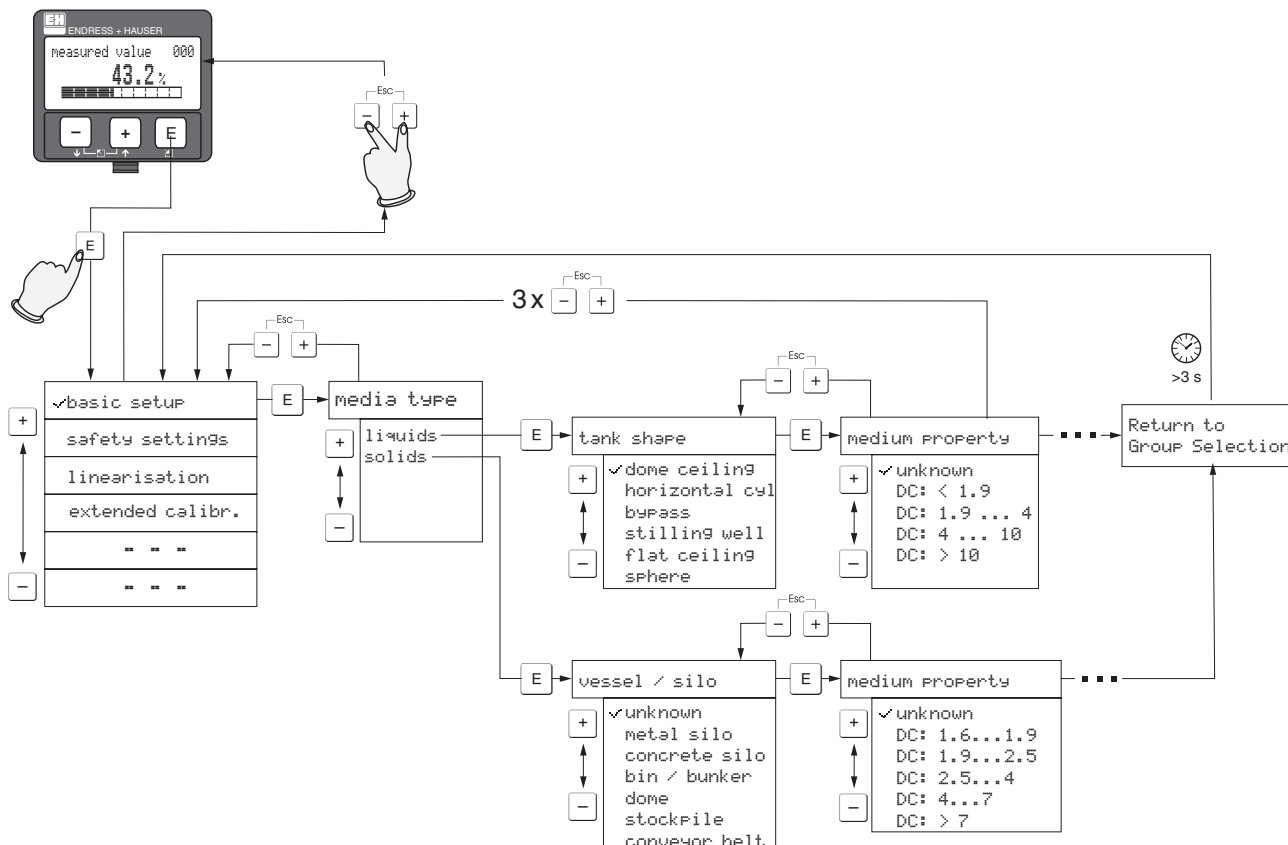 EH
ENDRESS + HAUSER
measured value 000
43.2 %
- + E
Esc
- +
E
Esc
3x - +
Esc
- +
>3 s
Esc
- +
✓basic setup
safety settings
linearisation
extended calibr.
-- -- --
-- -- --
+
-
E
media type
liquids
solids
+
-
E
tank shape
✓dome ceiling
horizontal cyl
bypass
stilling well
flat ceiling
sphere
+
-
E
medium property
✓unknown
DC: < 1.9
DC: 1.9 ... 4
DC: 4 ... 10
DC: > 10
+
-
Return to
Group Selection
Esc
- +
E
vessel / silo
✓unknown
metal silo
concrete silo
bin / bunker
dome
stockpile
conveyor belt
+
-
E
medium property
✓unknown
DC: 1.6...1.9
DC: 1.9...2.5
DC: 2.5...4
DC: 4...7
DC: > 7
+
-